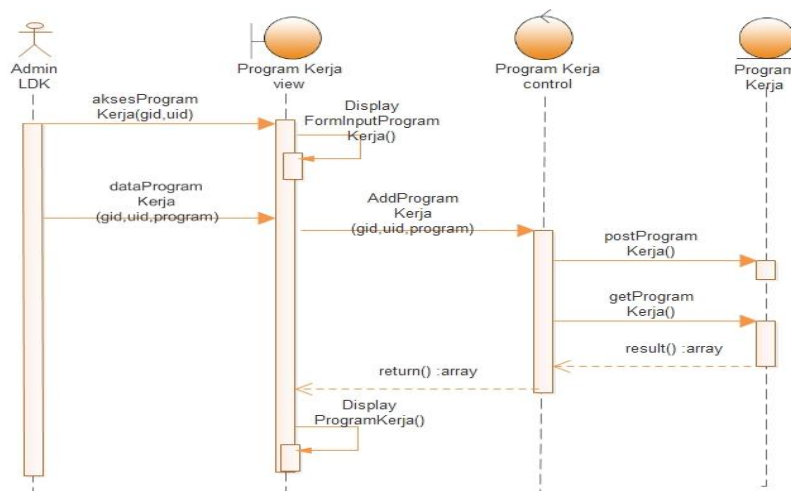 Admin
LDK
Program Kerja
view
Program Kerja
control
Program
Kerja
aksesProgram
Kerja(gid,uid)
Display
FormInputProgram
Kerja()
dataProgram
Kerja
(gid,uid,program)
AddProgram
Kerja
(gid,uid,program)
postProgram
Kerja()
getProgram
Kerja()
result() :array
return() :array
Display
ProgramKerja()